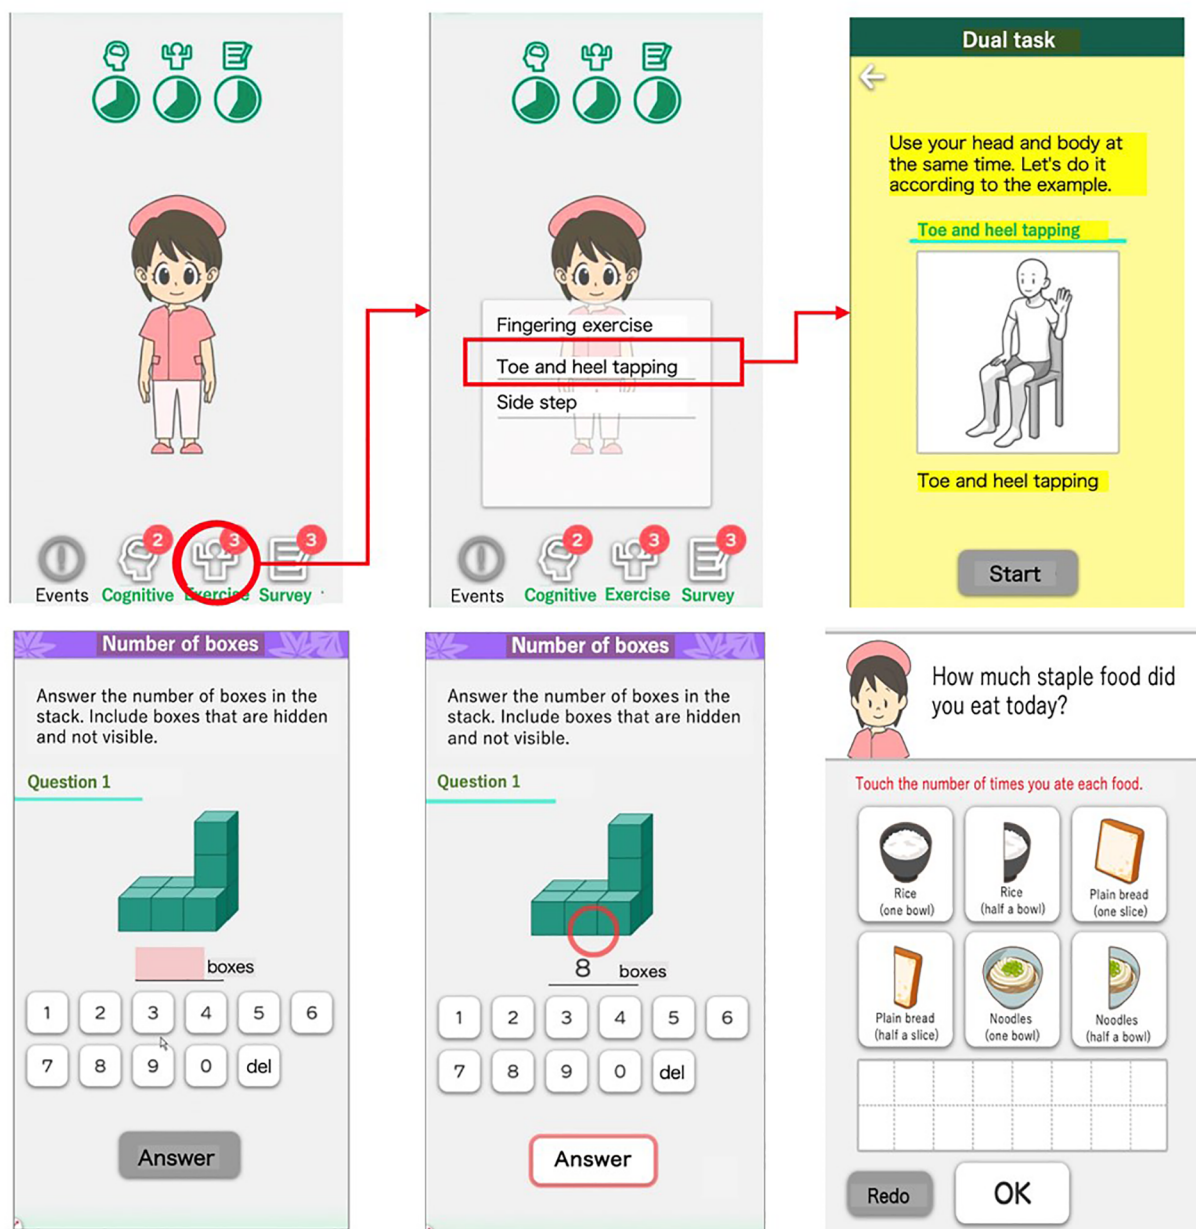 2
3
3
Events
Cognitive
Exercise
Survey
Fingering exercise
Toe and heel tapping
Side step
2
3
3
Events
Cognitive
Exercise
Survey
Dual task
Use your head and body at
the same time. Let's do it
according to the example.
Toe and heel tapping
Toe and heel tapping
Start
Number of boxes
Answer the number of boxes in the
stack. Include boxes that are hidden
and not visible.
Question 1
boxes
1 2 3 4 5 6
7 8 9 0 del
Answer
Number of boxes
Answer the number of boxes in the
stack. Include boxes that are hidden
and not visible.
Question 1
8 boxes
1 2 3 4 5 6
7 8 9 0 del
Answer
How much staple food did
you eat today?
Touch the number of times you ate each food.
Rice
(one bowl)
Rice
(half a bowl)
Plain bread
(one slice)
Plain bread
(half a slice)
Noodles
(one bowl)
Noodles
(half a bowl)
Redo
OK